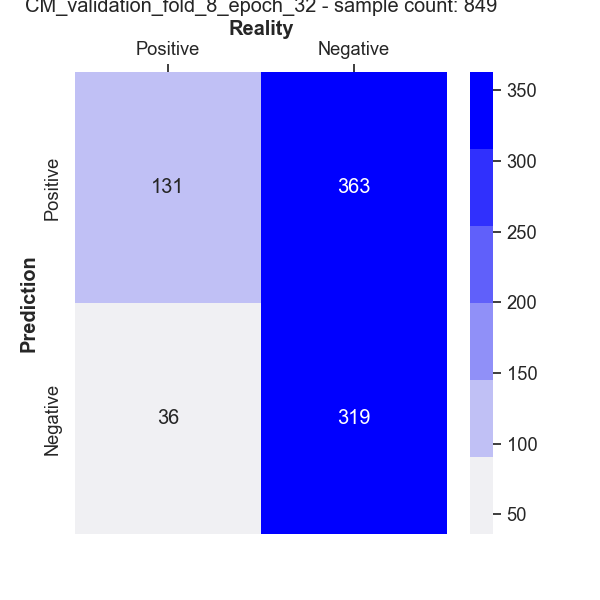 CM_validation_fold_8_epoch_32 - sample count: 849
Reality
Positive Negative
Prediction
Positive
131 363
Negative
36 319
350
300
250
200
150
100
50